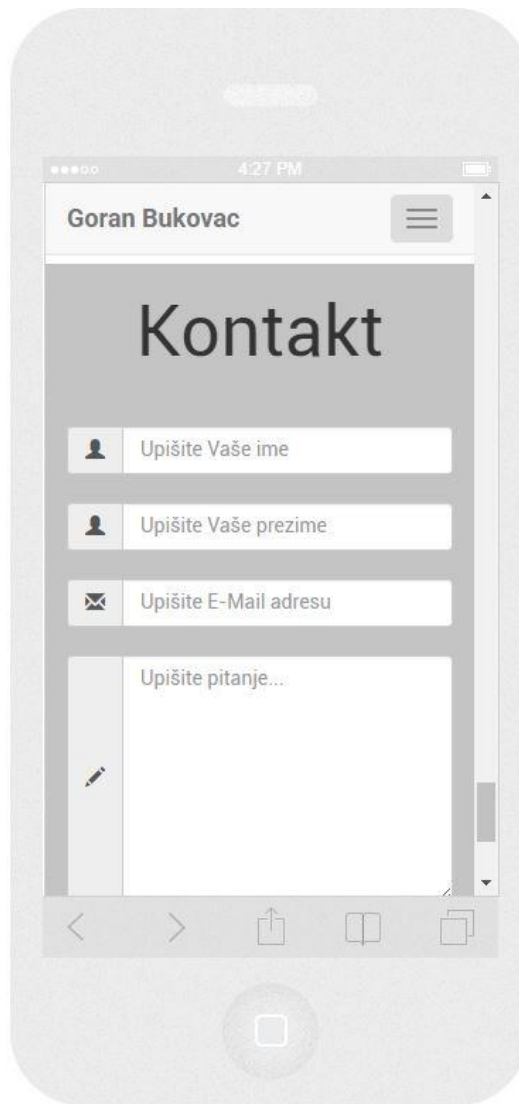 4:27 PM
Goran Bukovac
Kontakt
Upišite Vaše ime
Upišite Vaše prezime
Upišite E-Mail adresu
Upišite pitanje...